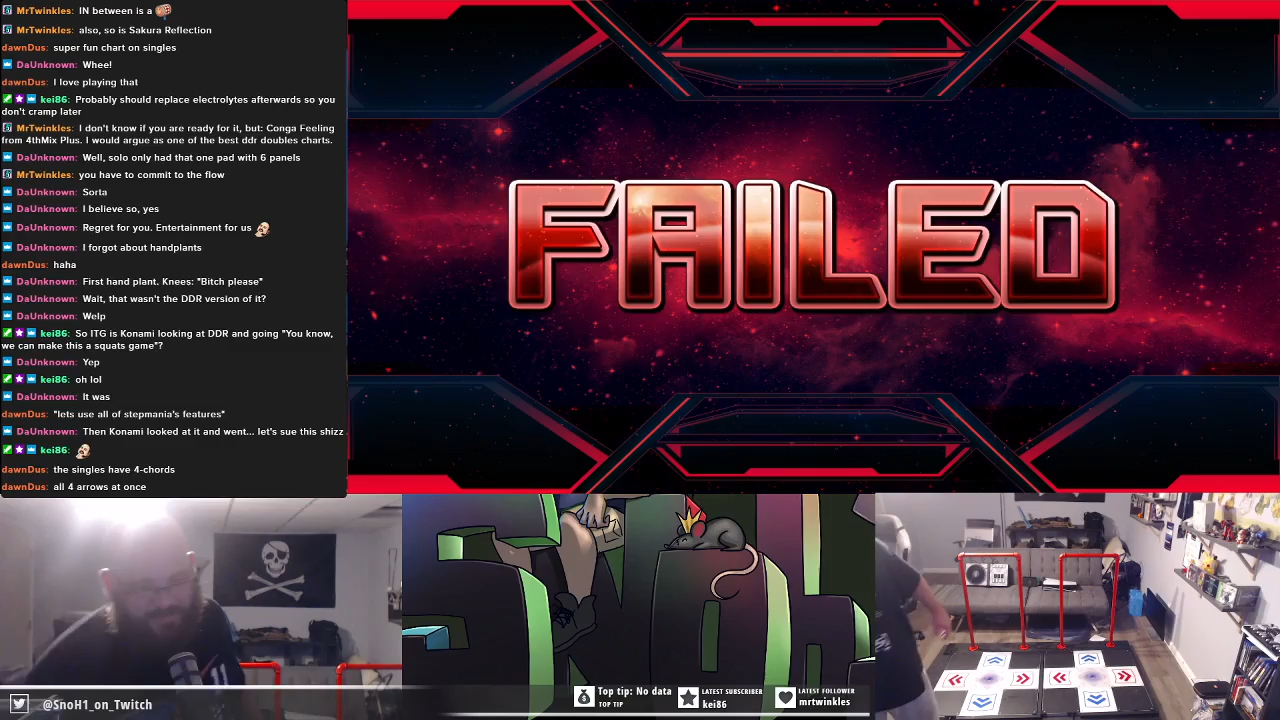 MrTwinkles: IN between is a
MrTwinkles: also, so is Sakura Reflection
dawnDus: super fun chart on singles
DaUnknown: Whee!
dawnDus: I love playing that
kei86: Probably should replace electrolytes afterwards so you
don't cramp later
MrTwinkles: I don't know if you are ready for it, but: Conga Feeling
from 4thMix Plus. I would argue as one of the best ddr doubles charts.
DaUnknown: Well, solo only had that one pad with 6 panels
MrTwinkles: you have to commit to the flow
DaUnknown: Sorta
DaUnknown: I believe so, yes
DaUnknown: Regret for you. Entertainment for us
DaUnknown: I forgot about handplants
dawnDus: haha
DaUnknown: First hand plant. Knees: "Bitch please"
DaUnknown: Wait, that wasn't the DDR version of it?
DaUnknown: Welp
kei86: So ITG is Konami looking at DDR and going "You know,
we can make this a squats game"?
DaUnknown: Yep
kei86: oh lol
DaUnknown: It was
dawnDus: "lets use all of stepmania's features"
DaUnknown: Then Konami looked at it and went... let's sue this shizz
kei86:
dawnDus: the singles have 4-chords
dawnDus: all 4 arrows at once
FAILED
@SnoH1_on_twitch
Top tip: No data
TOP TIP
LATEST SUBSCRIBER
kei86
LATEST FOLLOWER
mrtwinkles